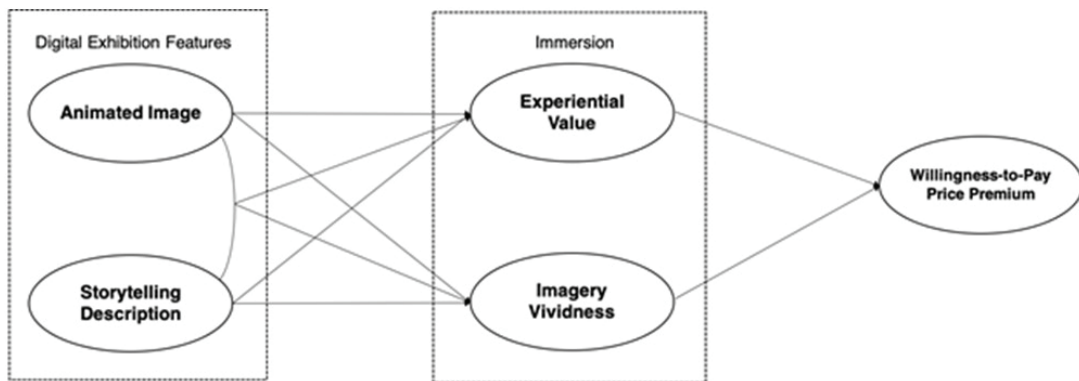 Digital Exhibition Features
Animated Image
Storytelling
Description
Immersion
Experiential
Value
Imagery
Vividness
Willingness-to-Pay
Price Premium